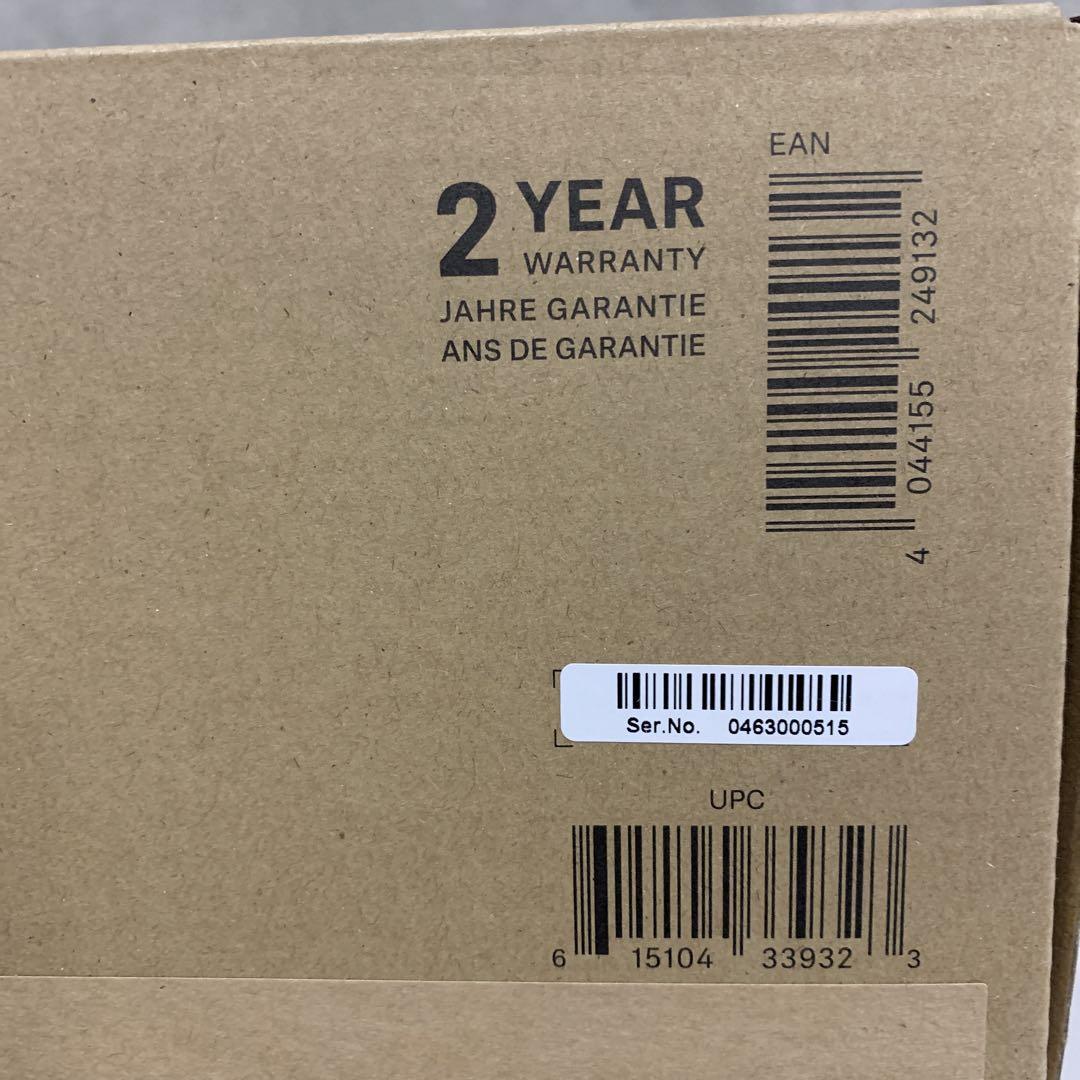 EAN
2 YEAR
WARRANTY
JAHRE GARANTIE
ANS DE GARANTIE
4 044155 249132
Ser.No. 0463000515
UPC
6 15104 33932 3